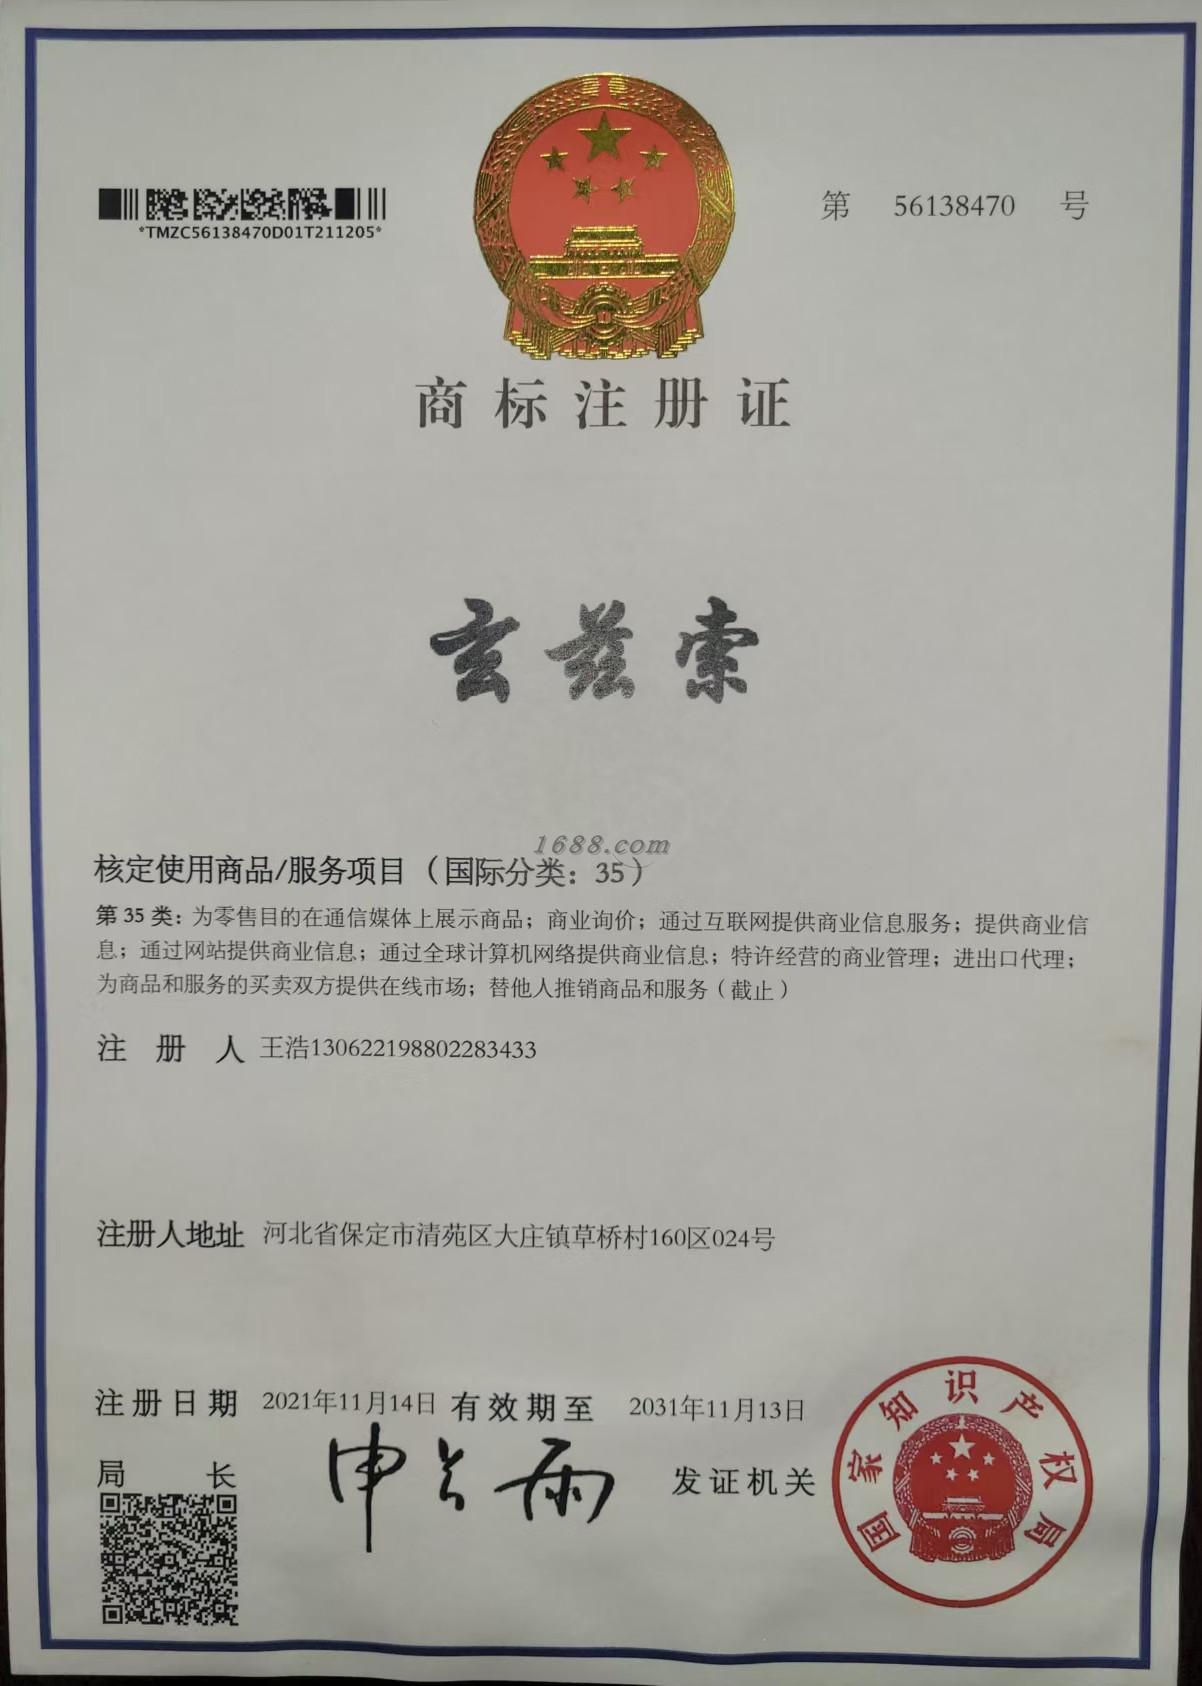 *TMZC56138470D01T211205*
第 56138470 号
商标注册证
玄兹索
1688.com
核定使用商品/服务项目（国际分类：35）
第 35 类：为零售目的在通信媒体上展示商品；商业询价；通过互联网提供商业信息服务；提供商业信
息；通过网站提供商业信息；通过全球计算机网络提供商业信息；特许经营的商业管理；进出口代理；
为商品和服务的买卖双方提供在线市场；替他人推销商品和服务（截止）
注 册 人 王浩130622198802283433
注册人地址 河北省保定市清苑区大庄镇草桥村160区024号
注册日期 2021年11月14日 有效期至 2031年11月13日
局 长 申长雨 发证机关
国家知识产权局